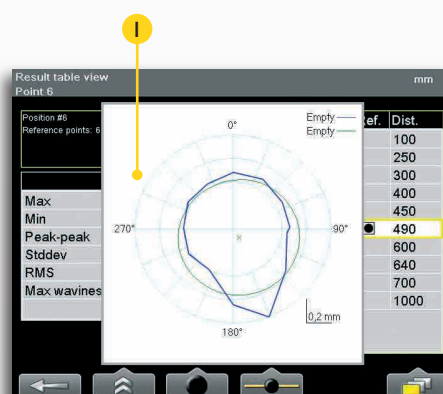 I
Result table view
mm
Point 6
Position #6
Reference points: 6
Max
Min
Peak-peak
Stddev
RMS
Max wavines
0°
Empty
Empty
270°
90°
180°
0,2 mm
ef. Dist.
100
250
300
400
450
490
600
640
700
1000